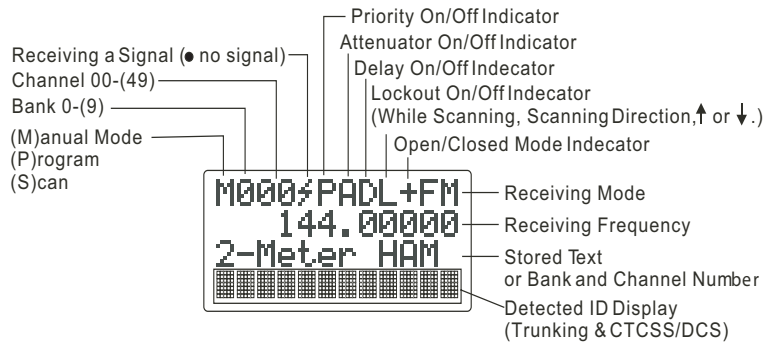 Priority On/Off Indicator
Attenuator On/Off Indicator
Receiving a Signal (● no signal)
Delay On/Off Indecator
Channel 00-(49)
Lockout On/Off Indecator
Bank 0-(9)
(While Scanning, Scanning Direction,↑ or ↓.)
(M)anual Mode
Open/Closed Mode Indecator
(P)rogram
(S)can
M000⚡PADL+FM
Receiving Mode
144.00000
Receiving Frequency
2-Meter HAM
Stored Text
or Bank and Channel Number
Detected ID Display
(Trunking & CTCSS/DCS)